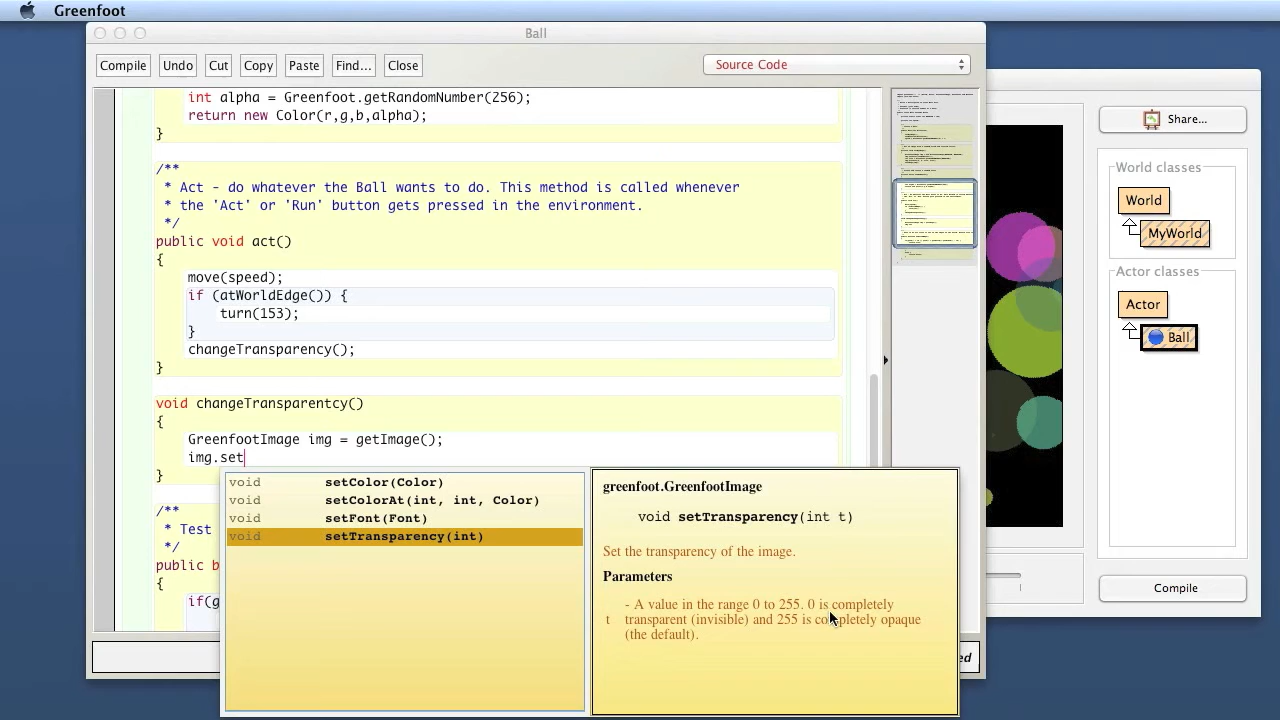 Greenfoot
Ball
Compile
Undo
Cut
Copy
Paste
Find...
Close
Source Code
int alpha = Greenfoot.getRandomNumber(256);
return new Color(r,g,b,alpha);
}
/**
* Act - do whatever the Ball wants to do. This method is called whenever
* the 'Act' or 'Run' button gets pressed in the environment.
*/
public void act()
{
move(speed);
if (atWorldEdge()) {
turn(153);
}
changeTransparency();
}
void changeTransparentcy()
{
GreenfootImage img = getImage();
img.set
}
/**
* Test
*/
public b
{
if(g
void setColor(Color)
void setColorAt(int, int, Color)
void setFont(Font)
void setTransparency(int)
greenfoot.GreenfootImage
void setTransparency(int t)
Set the transparency of the image.
Parameters
- A value in the range 0 to 255. 0 is completely
t transparent (invisible) and 255 is completely opaque
(the default).
ed
Share...
World classes
World
MyWorld
Actor classes
Actor
Ball
Compile